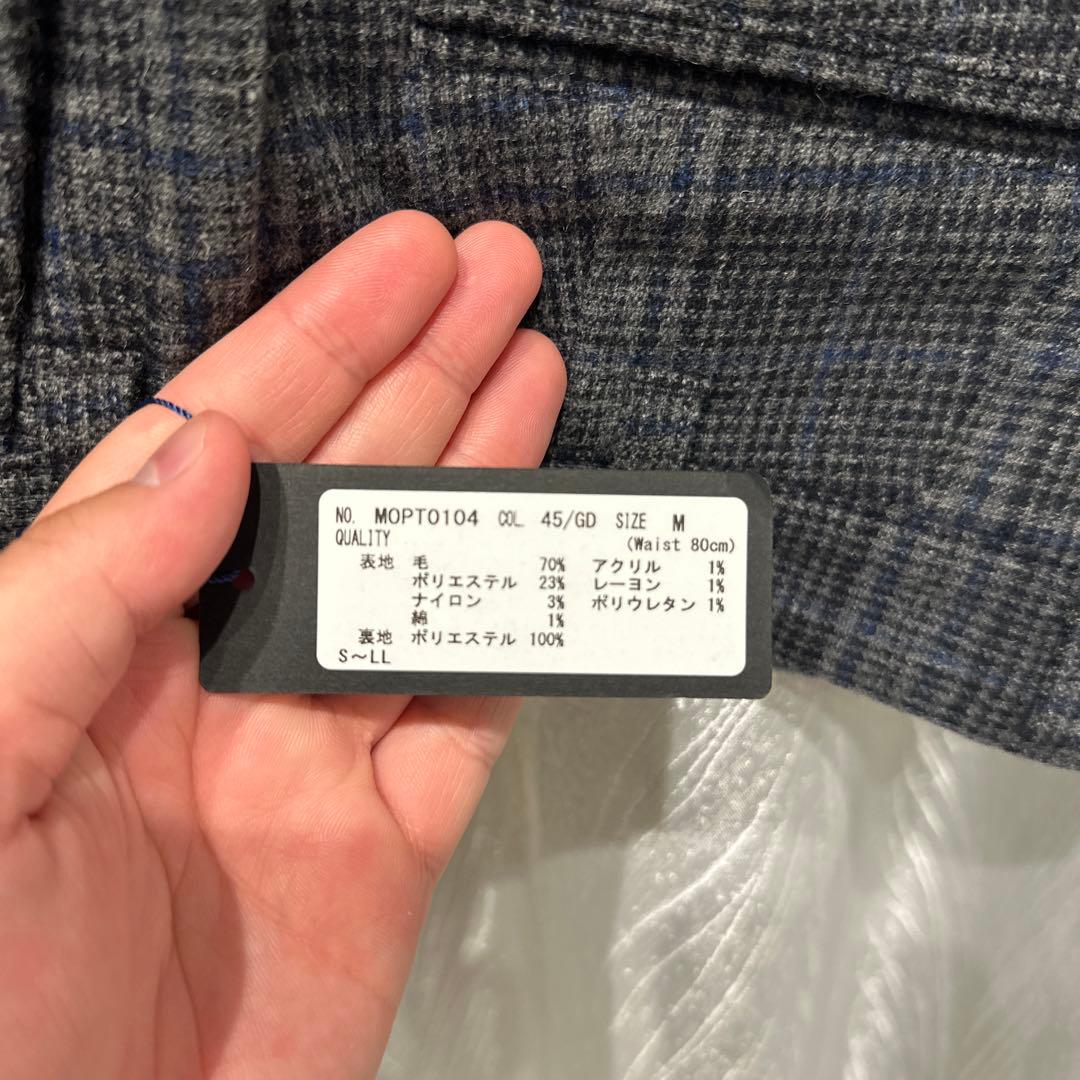 NO. MOPT0104 COL 45/GD SIZE M
QUALITY (Waist 80cm)
表地 毛 70% アクリル 1%
ポリエステル 23% レーヨン 1%
ナイロン 3% ポリウレタン 1%
綿 1%
裏地 ポリエステル 100%
S〜LL